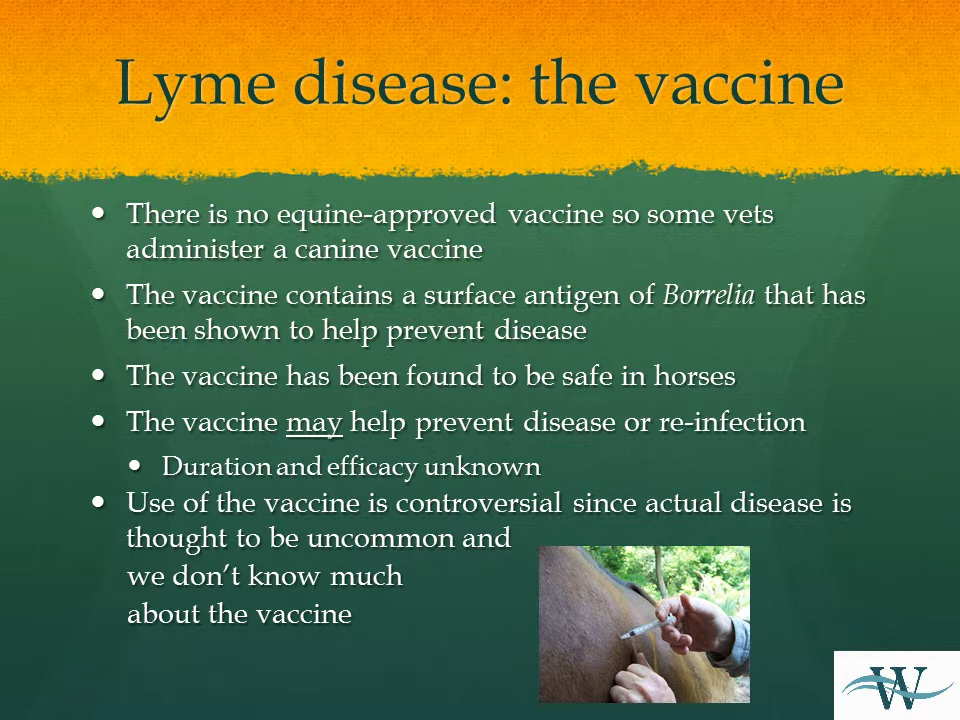 Lyme disease: the vaccine
• There is no equine-approved vaccine so some vets
administer a canine vaccine
• The vaccine contains a surface antigen of Borrelia that has
been shown to help prevent disease
• The vaccine has been found to be safe in horses
• The vaccine may help prevent disease or re-infection
• Duration and efficacy unknown
• Use of the vaccine is controversial since actual disease is
thought to be uncommon and
we don’t know much
about the vaccine
W